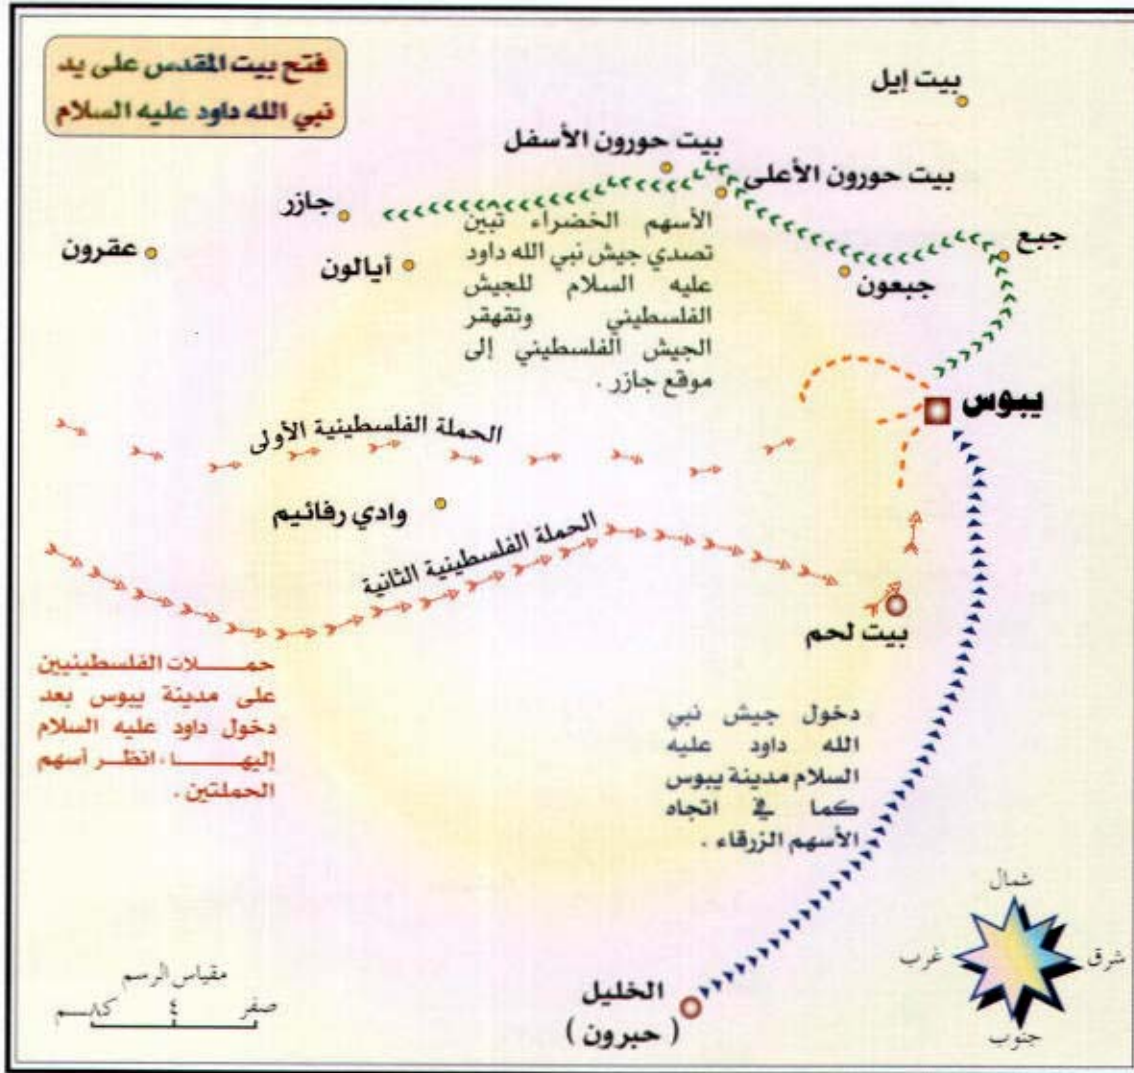 فتح بيت المقدس على يد
نبي الله داود عليه السلام
بيت إيل
بيت حورون الأسفل
بيت حورون الأعلى
جازر
جبع
عقرون
أيالون
جبعون
الأسهم الخضراء تبين
تصدي جيش نبي الله داود
عليه السلام للجيش
الفلسطيني وتقهقر
الجيش الفلسطيني إلى
موقع جازر .
يبوس
الحملة الفلسطينية الأولى
وادي رفائيم
الحملة الفلسطينية الثانية
بيت لحم
حمـــلات الفلسطينيين
على مدينة يبوس بعد
دخول داود عليه السلام
إليهـــا ، انظـر أسهم
الحملتين .
دخول جيش نبي
الله داود عليه
السلام مدينة يبوس
كما في اتجاه
الأسهم الزرقاء .
شمال
شرق
غرب
جنوب
الخليل
( حبرون )
مقياس الرسم
صفر ٤ ٨كـم